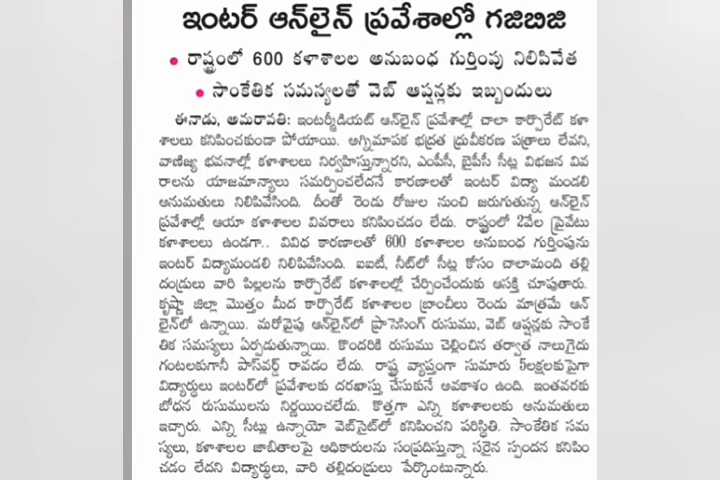 ఇంటర్ ఆన్‌లైన్ ప్రవేశాల్లో గజిబిజి
• రాష్ట్రంలో 600 కళాశాలల అనుబంధ గుర్తింపు నిలిపివేత
• సాంకేతిక సమస్యలతో వెబ్ ఆప్షన్లకు ఇబ్బందులు
ఈనాడు, అమరావతి: ఇంటర్మీడియట్ ఆన్‌లైన్ ప్రవేశాల్లో చాలా కార్పొరేట్ కళా
శాలలు కనిపించకుండా పోయాయి. అగ్నిమాపక భద్రత ధ్రువీకరణ పత్రాలు లేవని,
వాణిజ్య భవనాల్లో కళాశాలలు నిర్వహిస్తున్నారని, ఎంపీసీ, బైపీసీ సీట్ల విభజన వివ
రాలను యాజమాన్యాలు సమర్పించలేదనే కారణాలతో ఇంటర్ విద్యా మండలి
అనుమతులు నిలిపివేసింది. దీంతో రెండు రోజుల నుంచి జరుగుతున్న ఆన్‌లైన్
ప్రవేశాల్లో ఆయా కళాశాలల వివరాలు కనిపించడం లేదు. రాష్ట్రంలో 2వేల ప్రైవేటు
కళాశాలలు ఉండగా.. వివిధ కారణాలతో 600 కళాశాలల అనుబంధ గుర్తింపును
ఇంటర్ విద్యామండలి నిలిపివేసింది. ఐఐటీ, నీట్‌లో సీట్ల కోసం చాలామంది తల్లి
దండ్రులు వారి పిల్లలను కార్పొరేట్ కళాశాలల్లో చేర్పించేందుకు ఆసక్తి చూపుతారు.
కృష్ణా జిల్లా మొత్తం మీద కార్పొరేట్ కళాశాలల బ్రాంచీలు రెండు మాత్రమే ఆన్
లైన్‌లో ఉన్నాయి. మరోవైపు ఆన్‌లైన్‌లో ప్రాసెసింగ్ రుసుము, వెబ్ ఆప్షన్లకు సాంకే
తిక సమస్యలు ఏర్పడుతున్నాయి. కొందరికి రుసుము చెల్లించిన తర్వాత నాలుగైదు
గంటలకుగానీ పాస్‌వర్డ్ రావడం లేదు. రాష్ట్ర వ్యాప్తంగా సుమారు 5లక్షలకుపైగా
విద్యార్థులు ఇంటర్‌లో ప్రవేశాలకు దరఖాస్తు చేసుకునే అవకాశం ఉంది. ఇంతవరకు
బోధన రుసుములను నిర్ణయించలేదు. కొత్తగా ఎన్ని కళాశాలలకు అనుమతులు
ఇచ్చారు. ఎన్ని సీట్లు ఉన్నాయో వెబ్‌సైట్‌లో కనిపించని పరిస్థితి. సాంకేతిక సమ
స్యలు, కళాశాలల జాబితాలపై అధికారులను సంప్రదిస్తున్నా సరైన స్పందన కనిపిం
చడం లేదని విద్యార్థులు, వారి తల్లిదండ్రులు పేర్కొంటున్నారు.